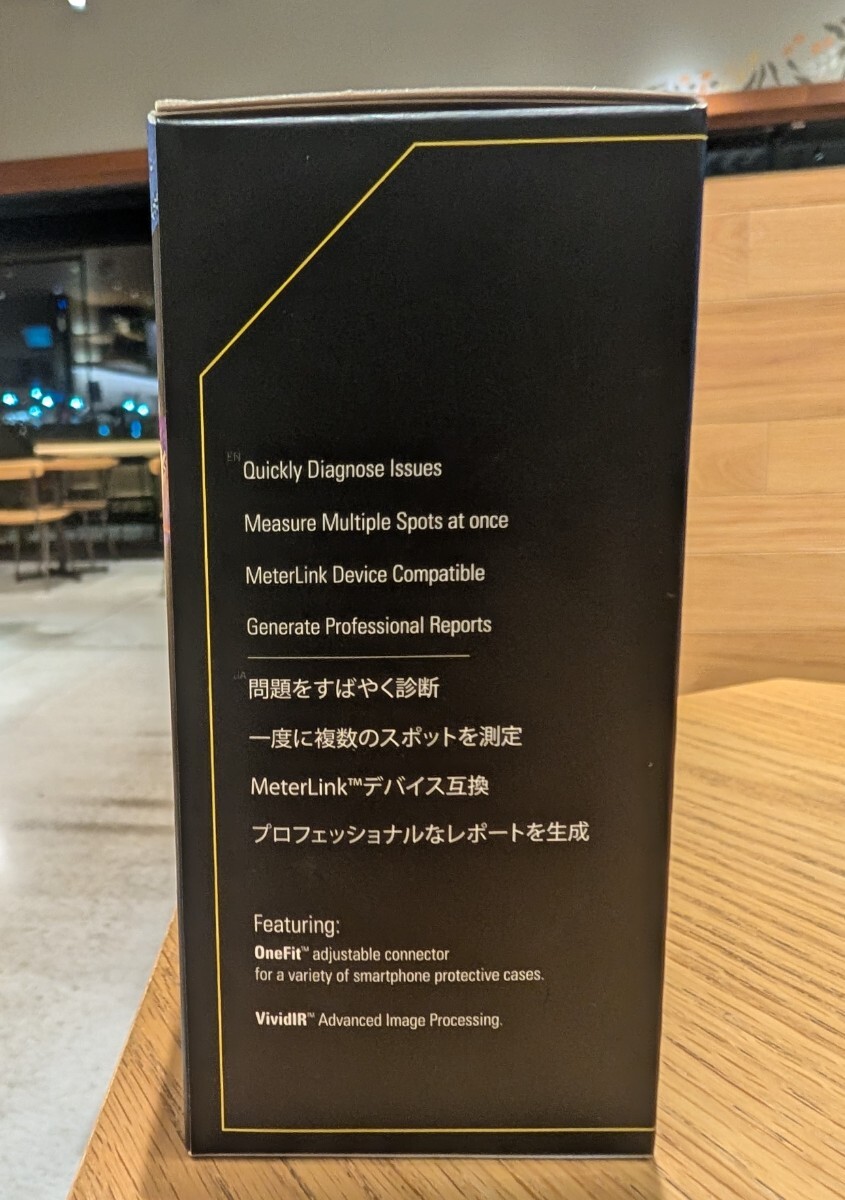 EN
Quickly Diagnose Issues
Measure Multiple Spots at once
MeterLink Device Compatible
Generate Professional Reports
JA
問題をすばやく診断
一度に複数のスポットを測定
MeterLink™デバイス互換
プロフェッショナルなレポートを生成
Featuring:
OneFit™ adjustable connector
for a variety of smartphone protective cases.
VividIR™ Advanced Image Processing.